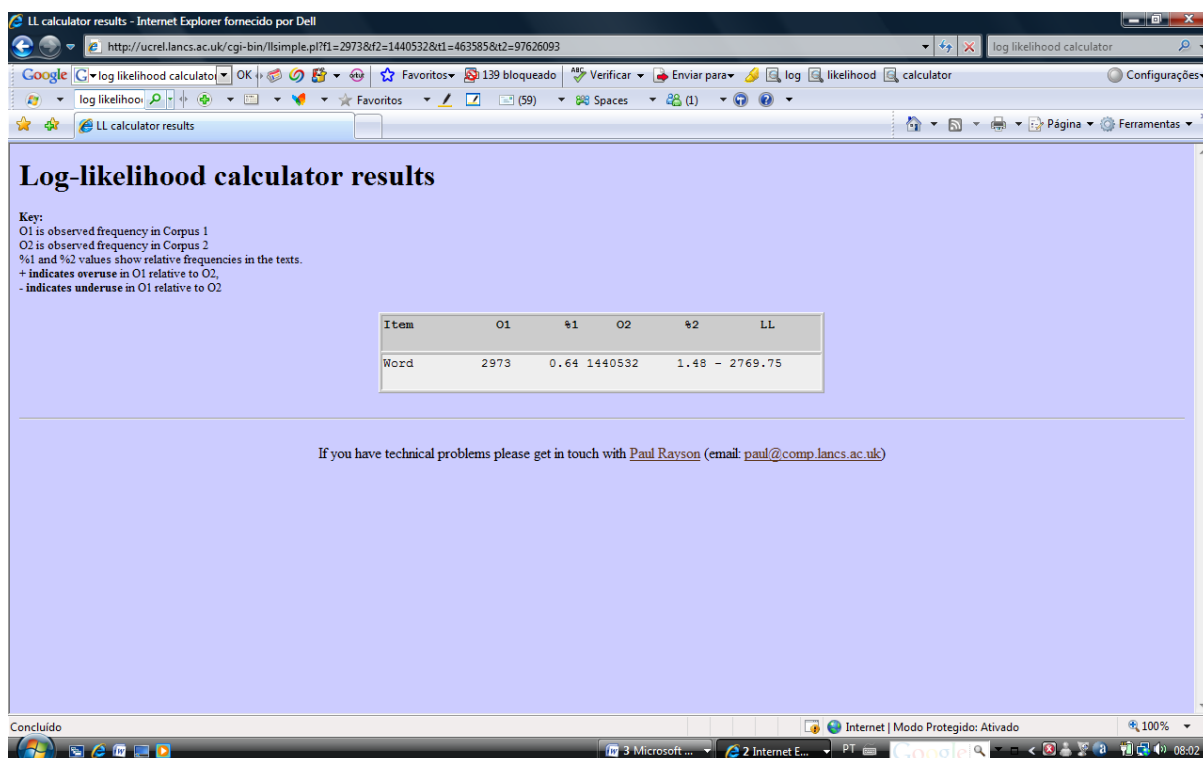 LL calculator results - Internet Explorer fornecido por Dell
http://ucrel.lancs.ac.uk/cgi-bin/llsimple.pl?f1=2973&f2=1440532&t1=463585&t2=97626093
log likelihood calculator
Google G log likelihood calculato OK Favoritos 139 bloqueado Verificar Enviar para log likelihood calculator Configurações
log likelihoo Favoritos (59) Spaces (1)
LL calculator results Página Ferramentas
Log-likelihood calculator results
Key:
O1 is observed frequency in Corpus 1
O2 is observed frequency in Corpus 2
%1 and %2 values show relative frequencies in the texts.
+ indicates overuse in O1 relative to O2,
- indicates underuse in O1 relative to O2
Item O1 %1 O2 %2 LL
Word 2973 0.64 1440532 1.48 - 2769.75
If you have technical problems please get in touch with Paul Rayson (email: paul@comp.lancs.ac.uk)
Concluído Internet | Modo Protegido: Ativado 100%
3 Microsoft ... 2 Internet E... PT Google 08:02